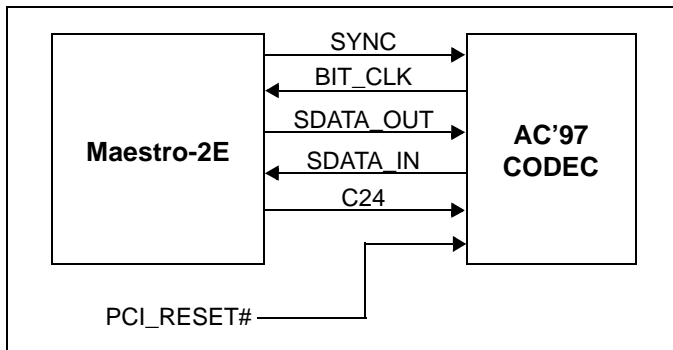 SYNC
BIT_CLK
SDATA_OUT
SDATA_IN
C24
Maestro-2E
AC’97
CODEC
PCI_RESET#